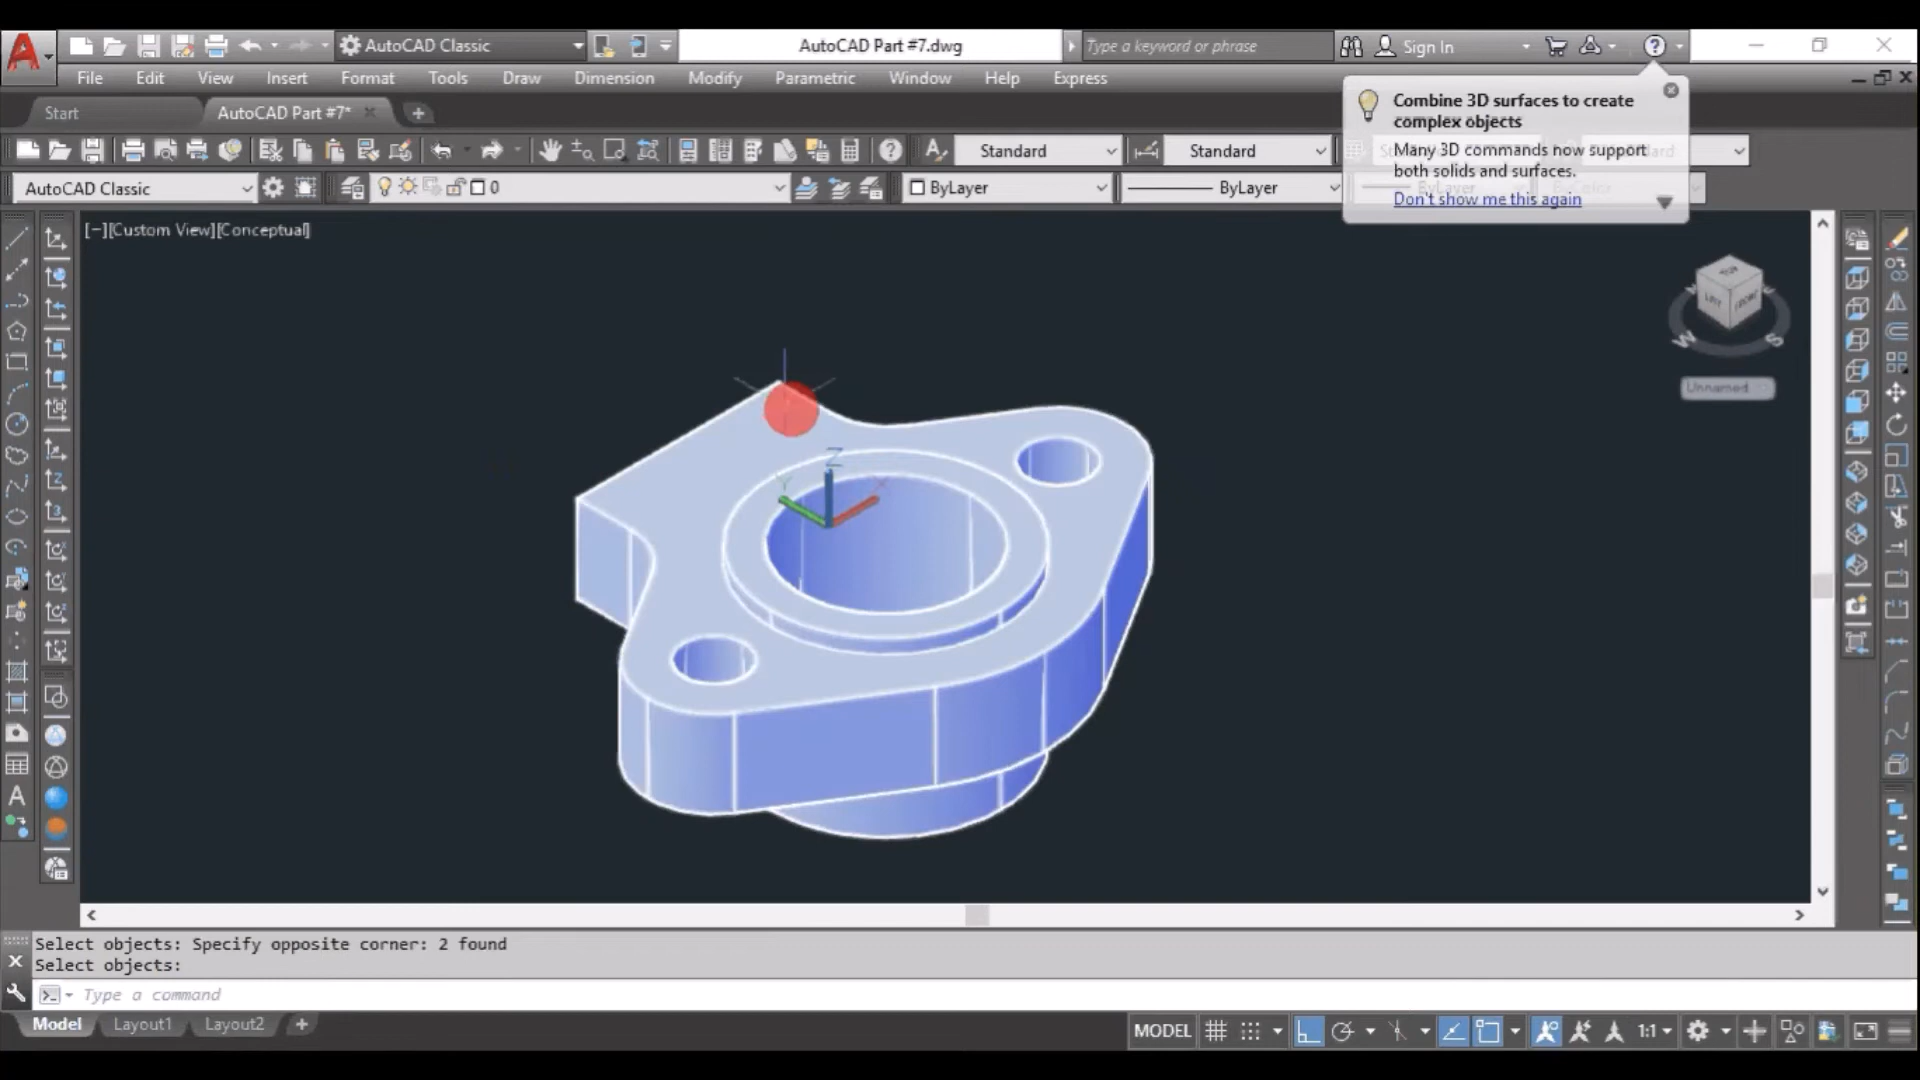 AutoCAD Classic
AutoCAD Part #7.dwg
Type a keyword or phrase
Sign In
File Edit View Insert Format Tools Draw Dimension Modify Parametric Window Help Express
Combine 3D surfaces to create
complex objects
Many 3D commands now support
both solids and surfaces.
Don't show me this again
Start
AutoCAD Part #7*
Standard
Standard
AutoCAD Classic
0
ByLayer
ByLayer
[−][Custom View][Conceptual]
TOP
LEFT
FRONT
W
S
Unnamed
Z
Y
X
Select objects: Specify opposite corner: 2 found
Select objects:
Type a command
Model
Layout1
Layout2
MODEL
1:1